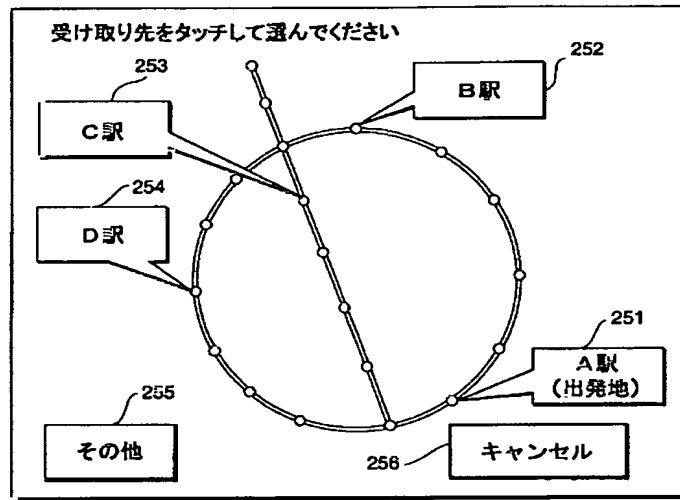 受け取り先をタッチして選んでください
253
252
C駅
B駅
254
D駅
251
A駅
(出発地)
255
その他
キャンセル
256